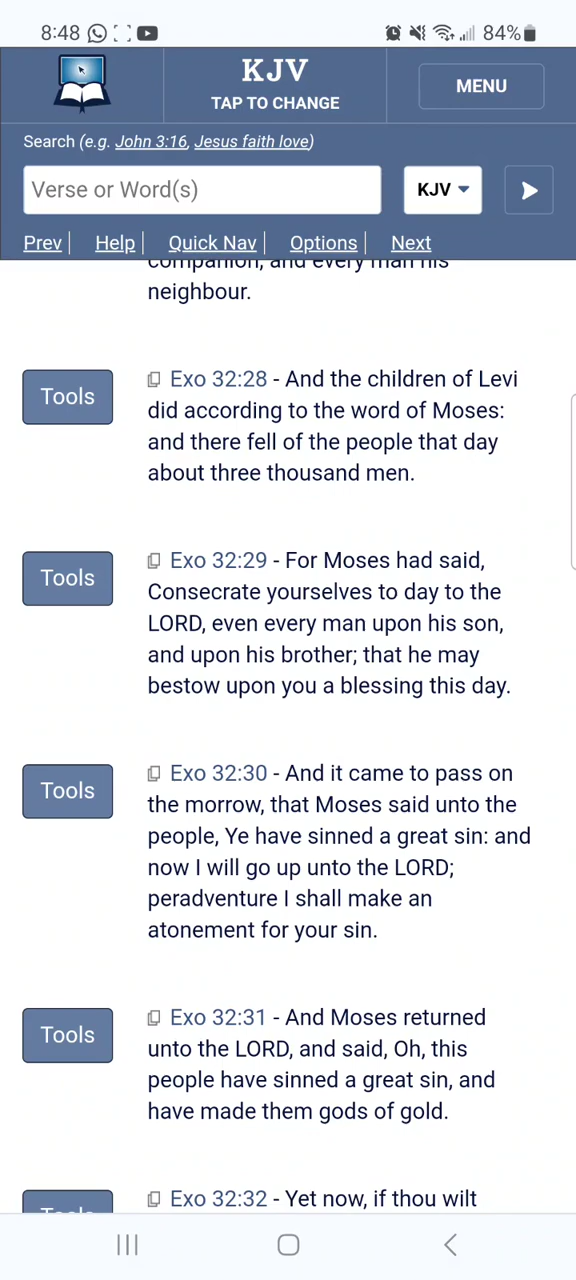 8:48 84%
KJV
TAP TO CHANGE
MENU
Search (e.g. John 3:16, Jesus faith love)
Verse or Word(s)
KJV
Prev Help Quick Nav Options Next
companion, and every man his
neighbour.
Tools
Exo 32:28 - And the children of Levi
did according to the word of Moses:
and there fell of the people that day
about three thousand men.
Tools
Exo 32:29 - For Moses had said,
Consecrate yourselves to day to the
LORD, even every man upon his son,
and upon his brother; that he may
bestow upon you a blessing this day.
Tools
Exo 32:30 - And it came to pass on
the morrow, that Moses said unto the
people, Ye have sinned a great sin: and
now I will go up unto the LORD;
peradventure I shall make an
atonement for your sin.
Tools
Exo 32:31 - And Moses returned
unto the LORD, and said, Oh, this
people have sinned a great sin, and
have made them gods of gold.
Tools
Exo 32:32 - Yet now, if thou wilt